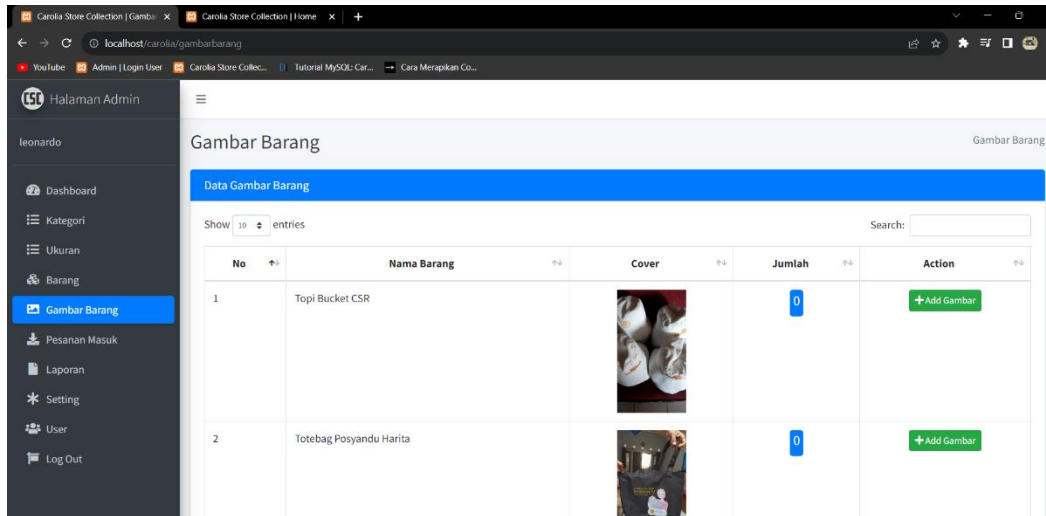 Carolia Store Collection | Gamba
Carolia Store Collection | Home
localhost/carolia/gambarbarang
YouTube Admin | Login User Carolia Store Collec... Tutorial MySQL: Car... Cara Merapikan Co...
CSC Halaman Admin
leonardo
Gambar Barang
Gambar Barang
Dashboard
Kategori
Ukuran
Barang
Gambar Barang
Pesanan Masuk
Laporan
Setting
User
Log Out
Data Gambar Barang
Show 10 entries
Search:
No Nama Barang Cover Jumlah Action
1 Topi Bucket CSR 0 Add Gambar
2 Totebag Posyandu Harita 0 Add Gambar